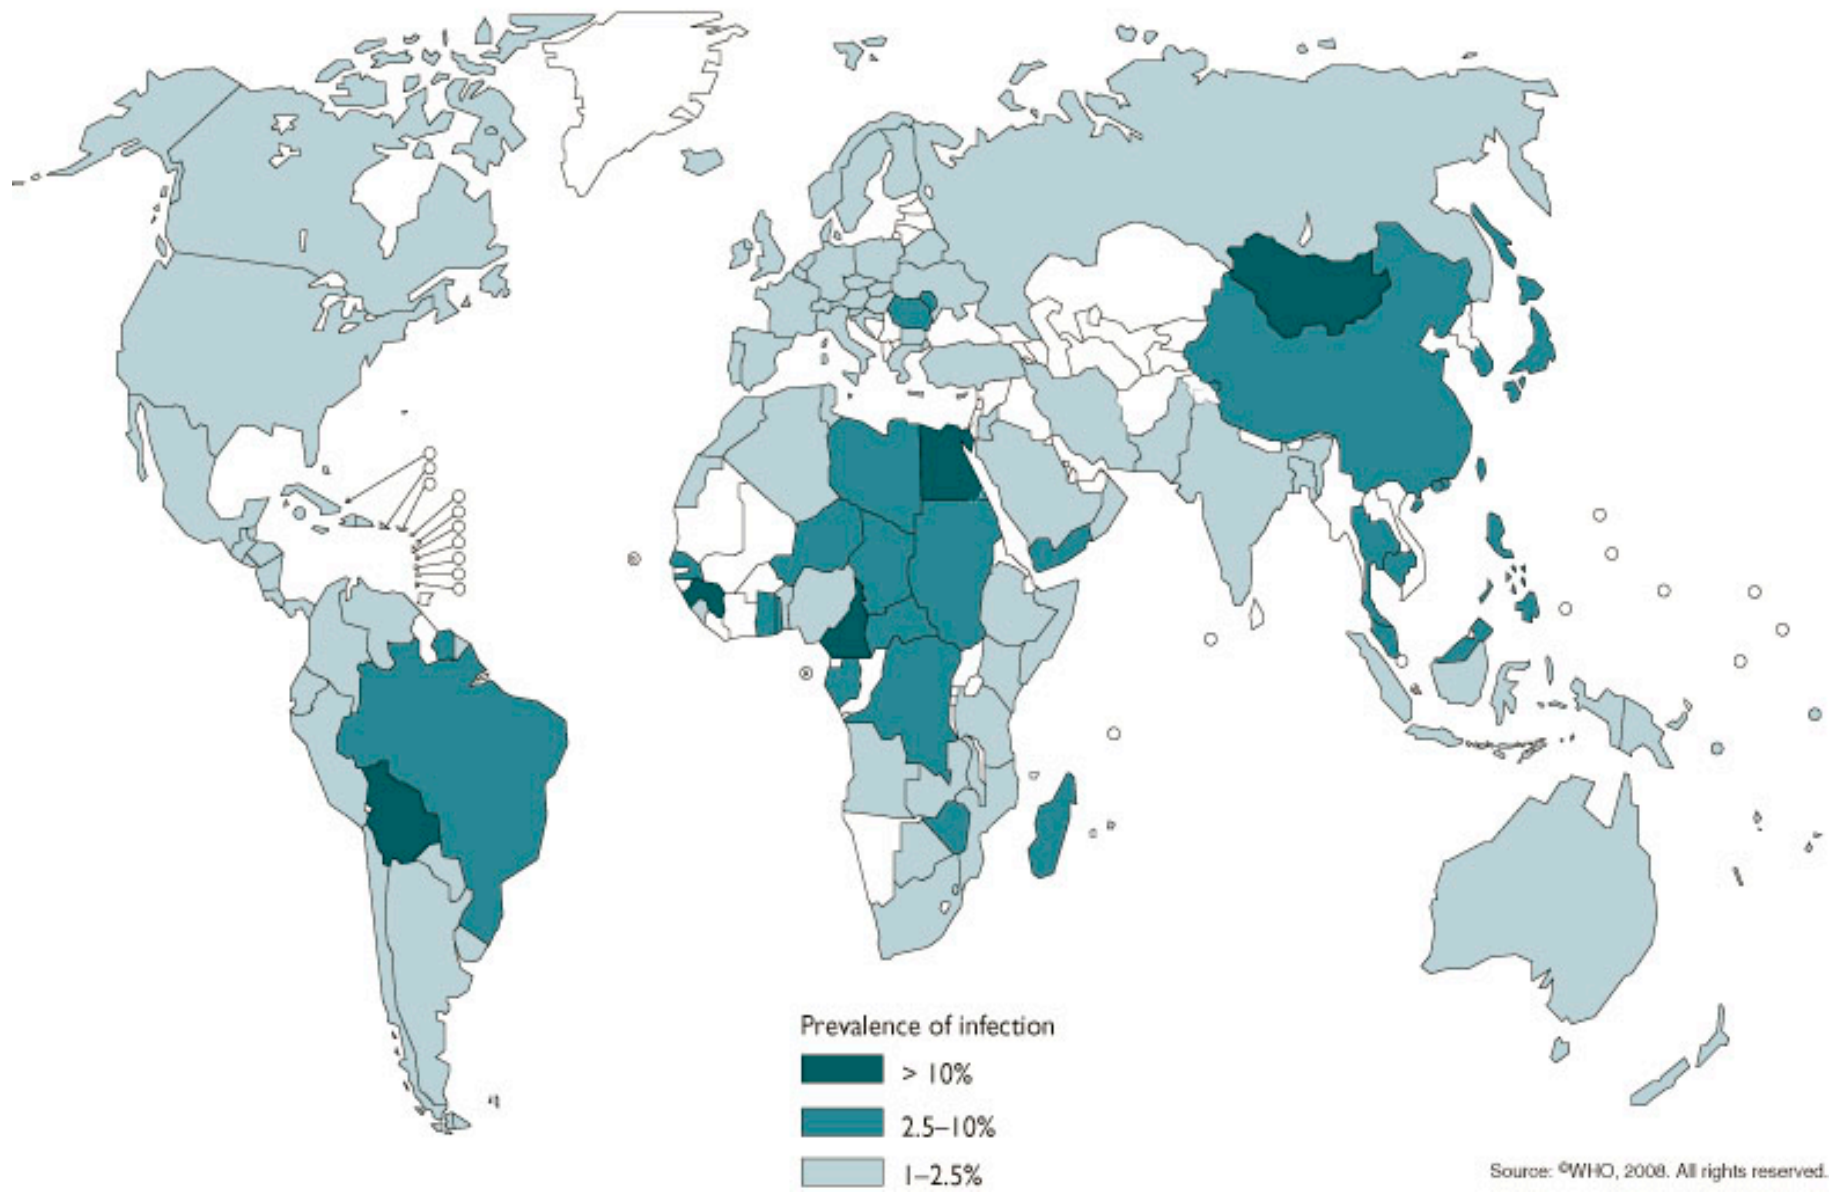 Prevalence of infection
> 10%
2.5–10%
1–2.5%
Source: ©WHO, 2008. All rights reserved.